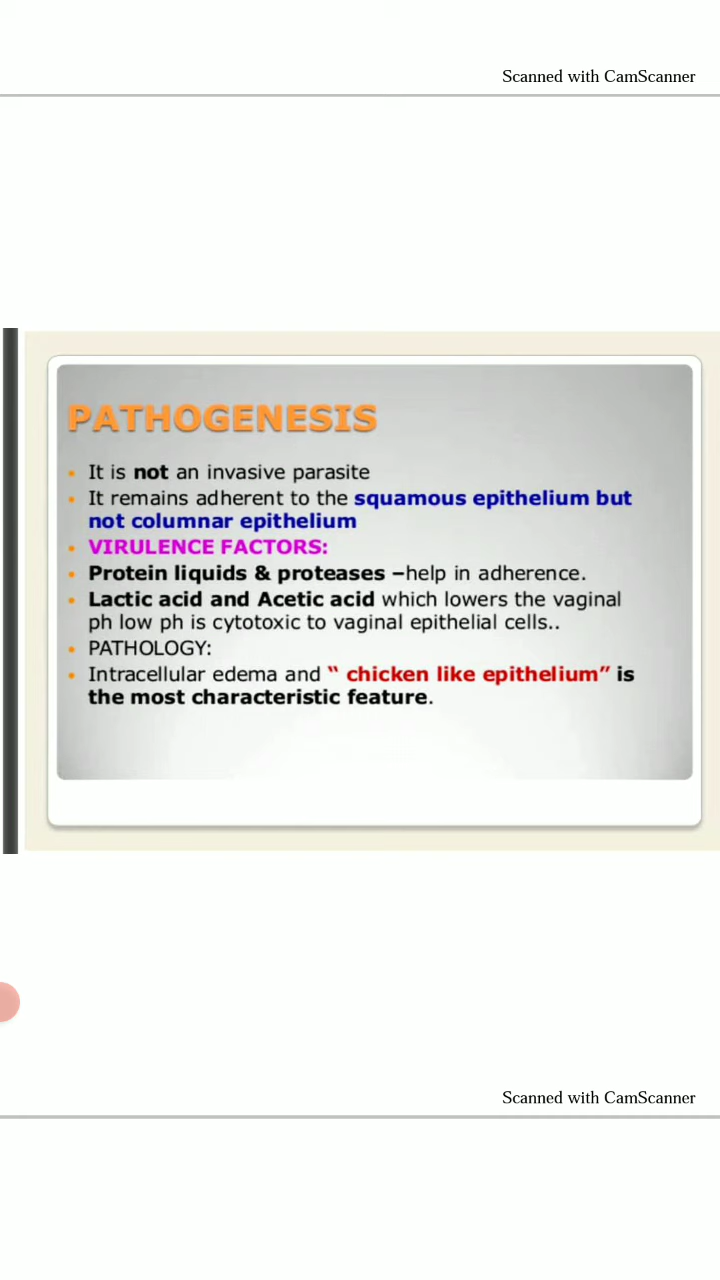 Scanned with CamScanner
PATHOGENESIS
• It is not an invasive parasite
• It remains adherent to the squamous epithelium but
not columnar epithelium
• VIRULENCE FACTORS:
• Protein liquids & proteases –help in adherence.
• Lactic acid and Acetic acid which lowers the vaginal
ph low ph is cytotoxic to vaginal epithelial cells..
• PATHOLOGY:
• Intracellular edema and “ chicken like epithelium” is
the most characteristic feature.
Scanned with CamScanner